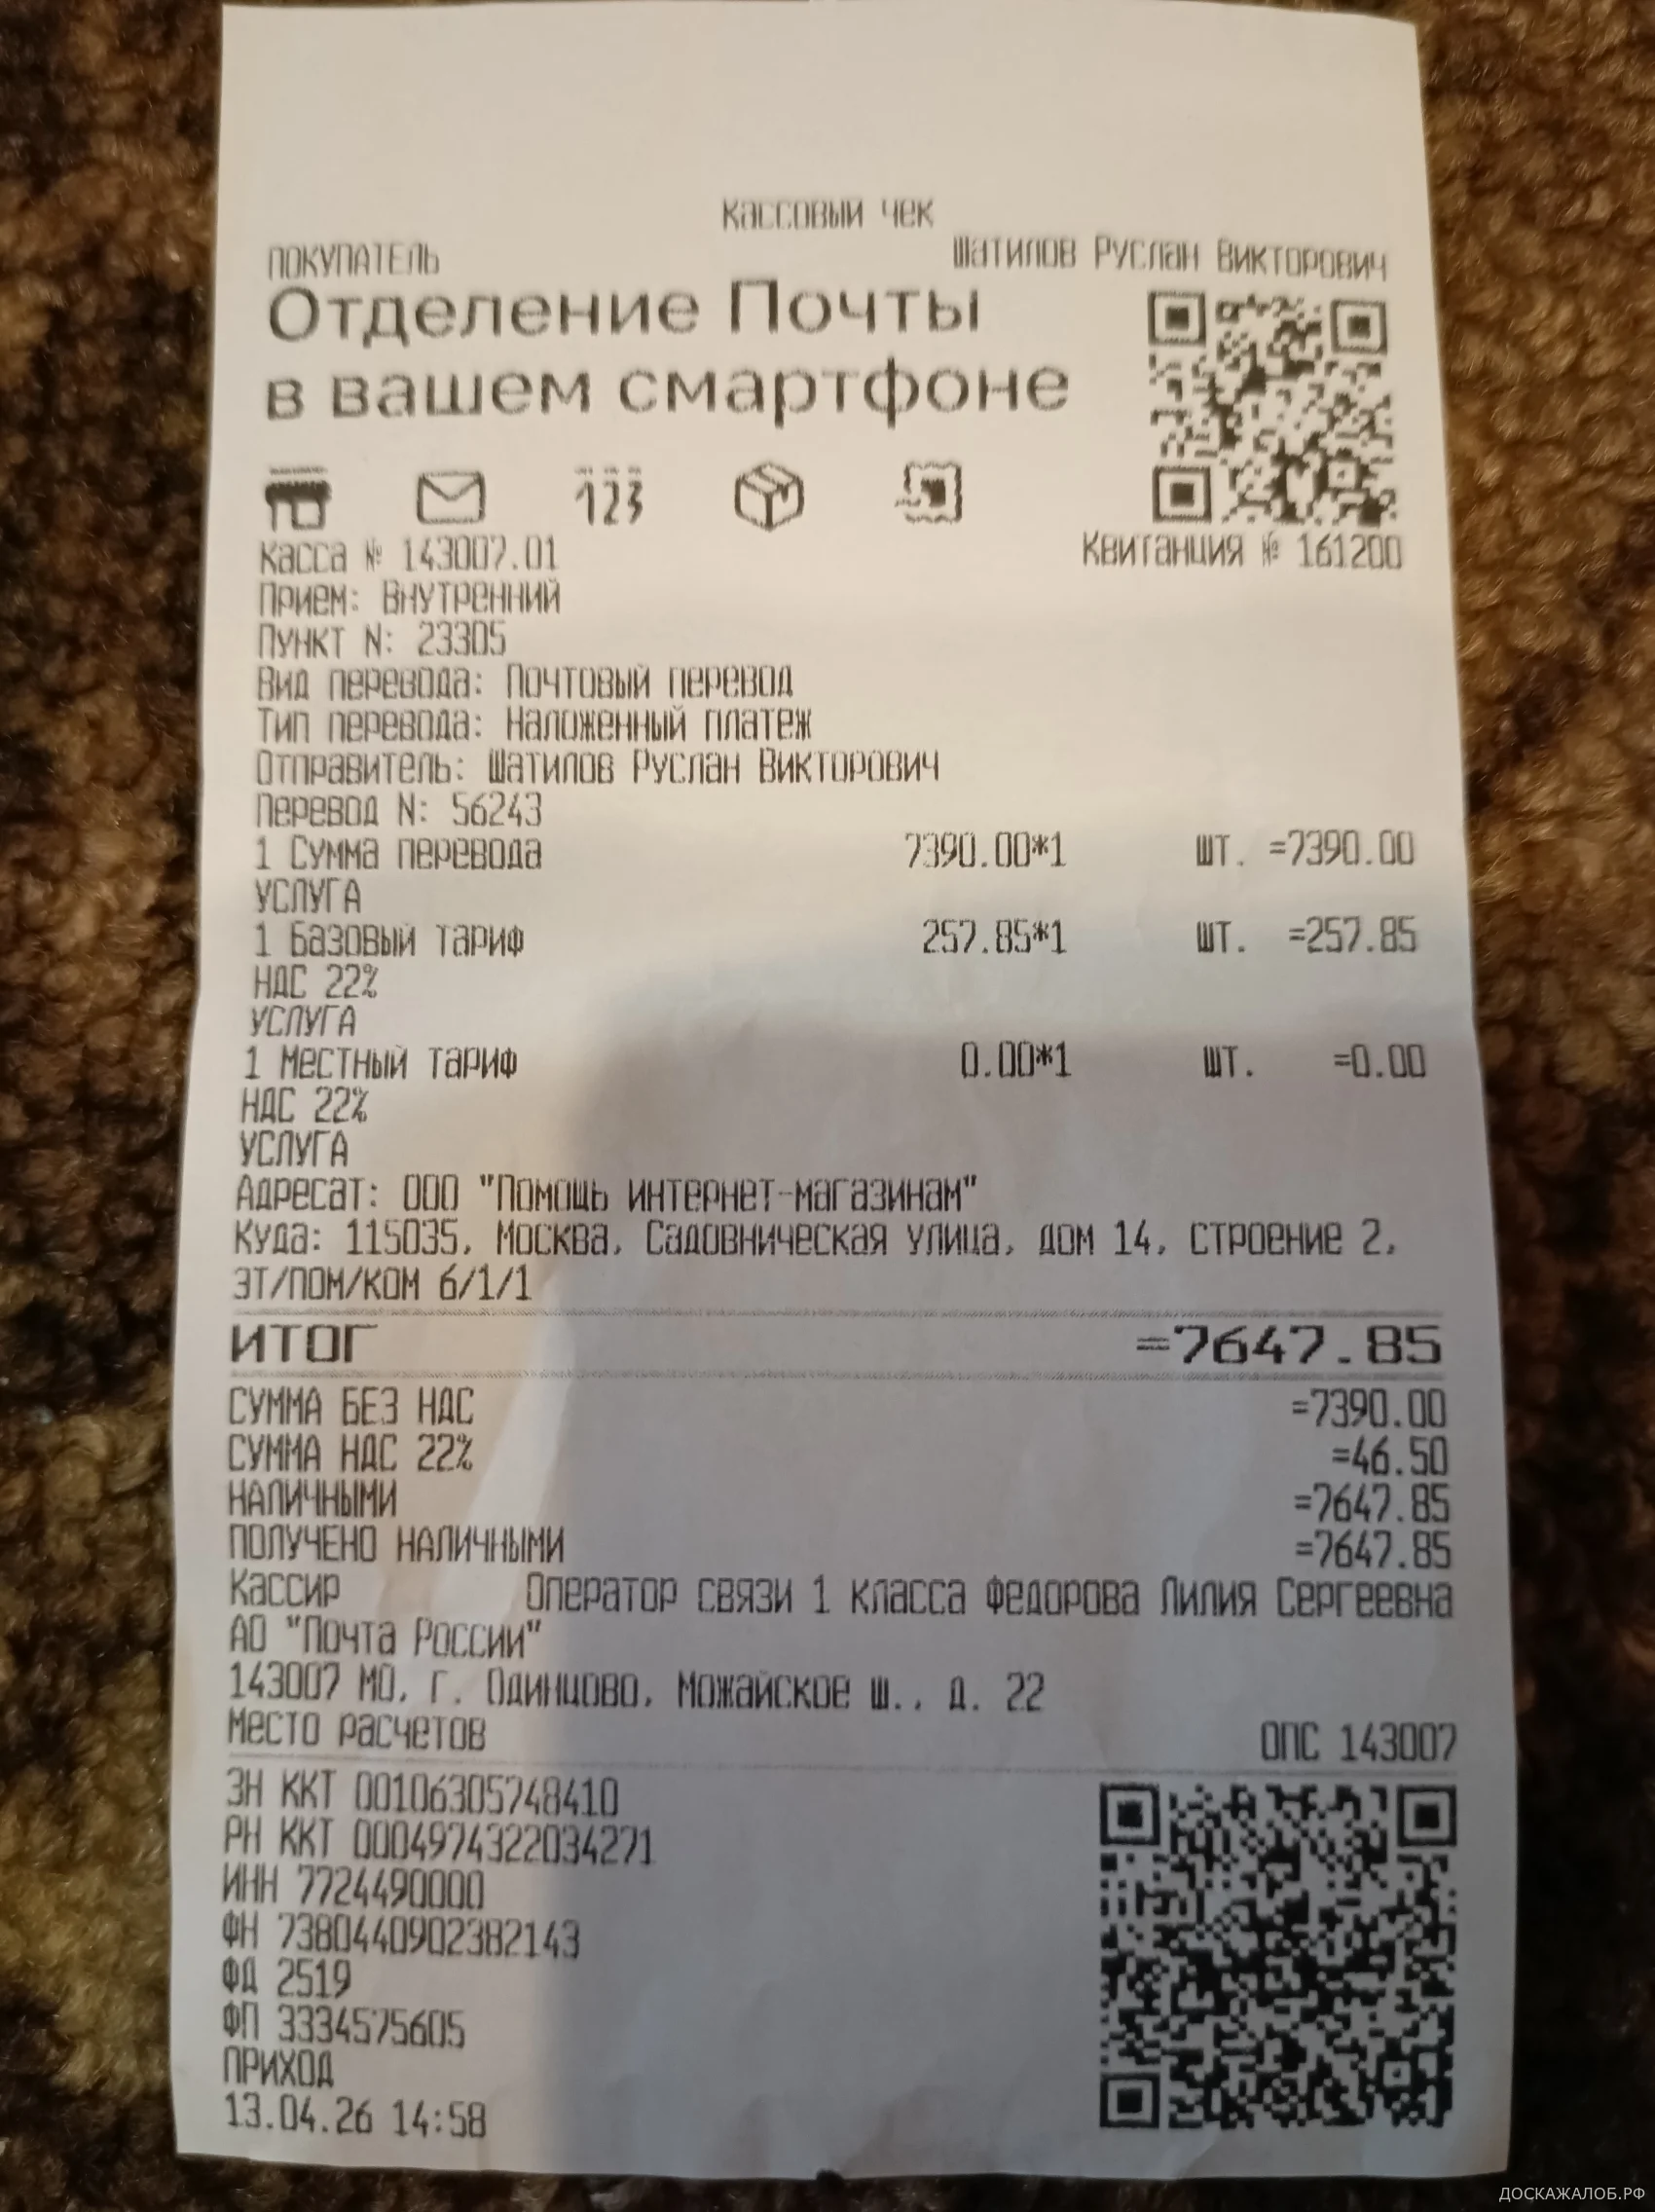 Кассовый чек
ПОКУПАТЕЛЬ Шатилов Руслан Викторович
Отделение Почты
в вашем смартфоне
123
Касса № 143007.01 Квитанция № 161200
Прием: Внутренний
Пункт N: 23305
Вид перевода: Почтовый перевод
Тип перевода: Наложенный платеж
Отправитель: Шатилов Руслан Викторович
Перевод N: 56243
1 Сумма перевода 7390.00*1 шт. =7390.00
УСЛУГА
1 Базовый тариф 257.85*1 шт. =257.85
НДС 22%
УСЛУГА
1 Местный тариф 0.00*1 шт. =0.00
НДС 22%
УСЛУГА
Адресат: ООО "Помощь интернет-магазинам"
Куда: 115035, Москва, Садовническая улица, дом 14, строение 2,
эт/пом/ком 6/1/1
ИТОГ =7647.85
СУММА БЕЗ НДС =7390.00
СУММА НДС 22% =46.50
НАЛИЧНЫМИ =7647.85
ПОЛУЧЕНО НАЛИЧНЫМИ =7647.85
Кассир Оператор связи 1 класса Федорова Лилия Сергеевна
АО "Почта России"
143007 МО, г. Одинцово, Можайское ш., д. 22
Место расчетов ОПС 143007
ЗН ККТ 00106305748410
РН ККТ 0004974322034271
ИНН 7724490000
ФН 7380440902382143
ФД 2519
ФП 3334575605
ПРИХОД
13.04.26 14:58
ДОСКАЖАЛОБ.РФ